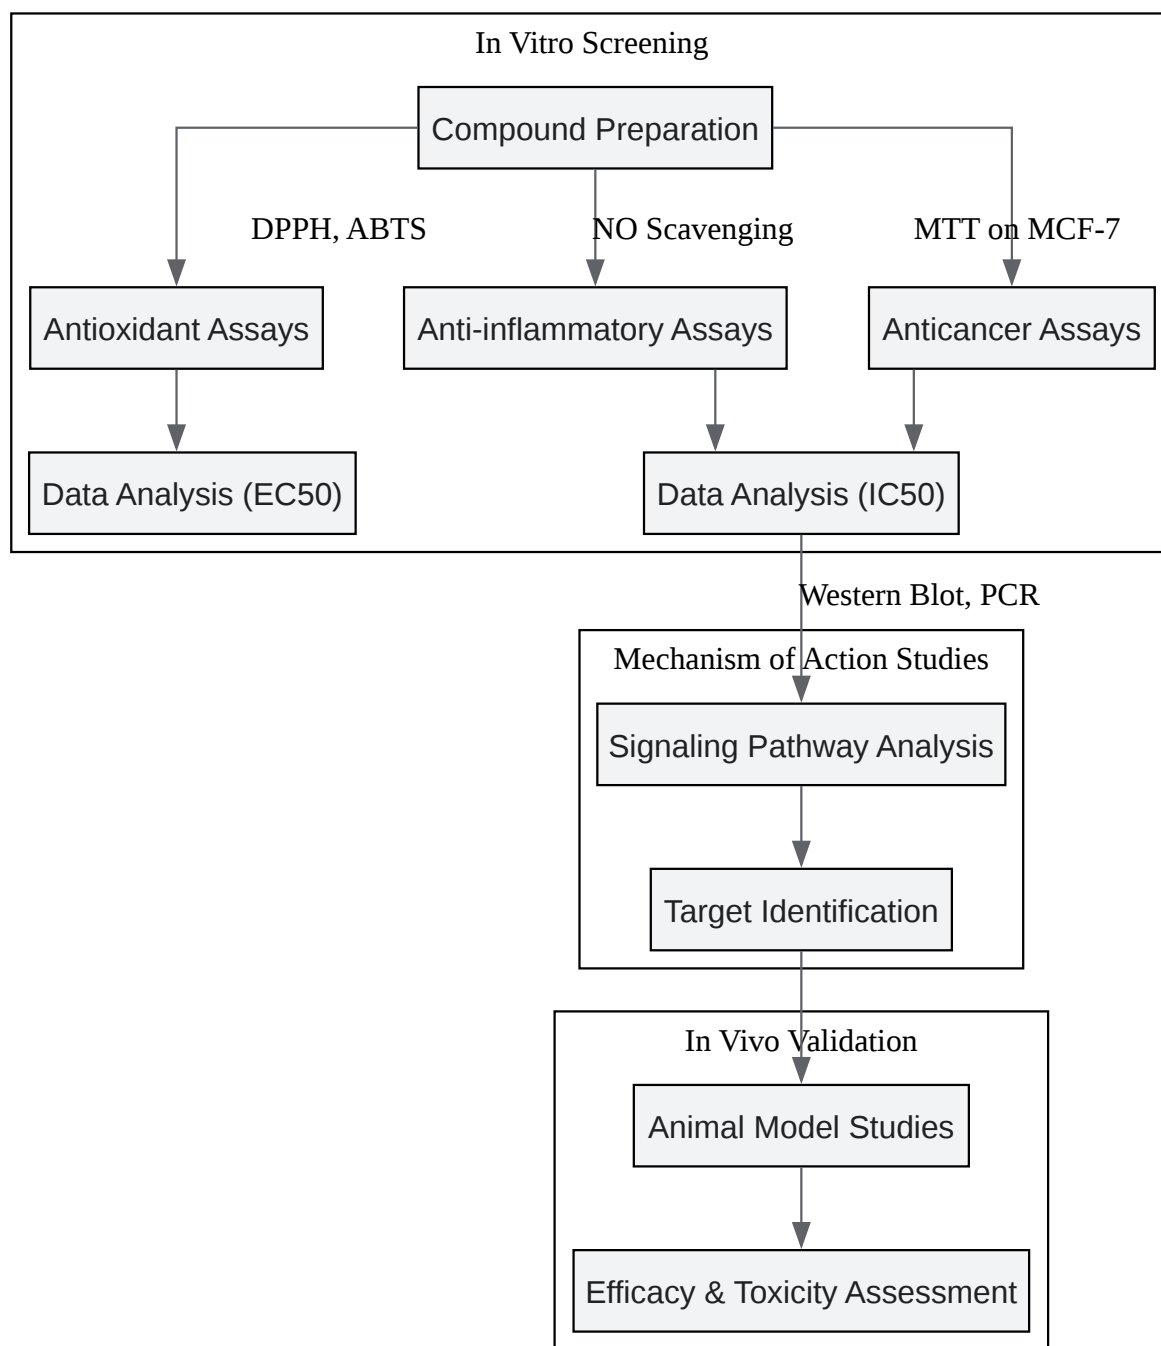 In Vitro Screening
Compound Preparation
DPPH, ABTS
NO Scavenging
MTT on MCF-7
Antioxidant Assays
Anti-inflammatory Assays
Anticancer Assays
Data Analysis (EC50)
Data Analysis (IC50)
Western Blot, PCR
Mechanism of Action Studies
Signaling Pathway Analysis
Target Identification
In Vivo Validation
Animal Model Studies
Efficacy & Toxicity Assessment